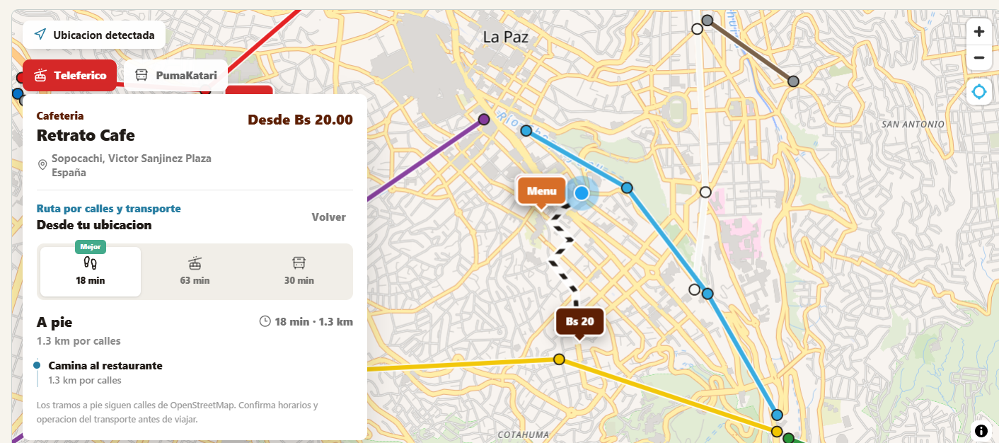 Ubicacion detectada
La Paz
Teleferico
PumaKatari
Cafeteria
Desde Bs 20.00
Retrato Cafe
Sopocachi, Victor Sanjinez Plaza
España
SAN ANTONIO
Menu
Ruta por calles y transporte
Desde tu ubicacion
Volver
Mejor
18 min
63 min
30 min
A pie
18 min · 1.3 km
1.3 km por calles
Bs 20
Camina al restaurante
1.3 km por calles
Los tramos a pie siguen calles de OpenStreetMap. Confirma horarios y
operacion del transporte antes de viajar.
COTAHUMA